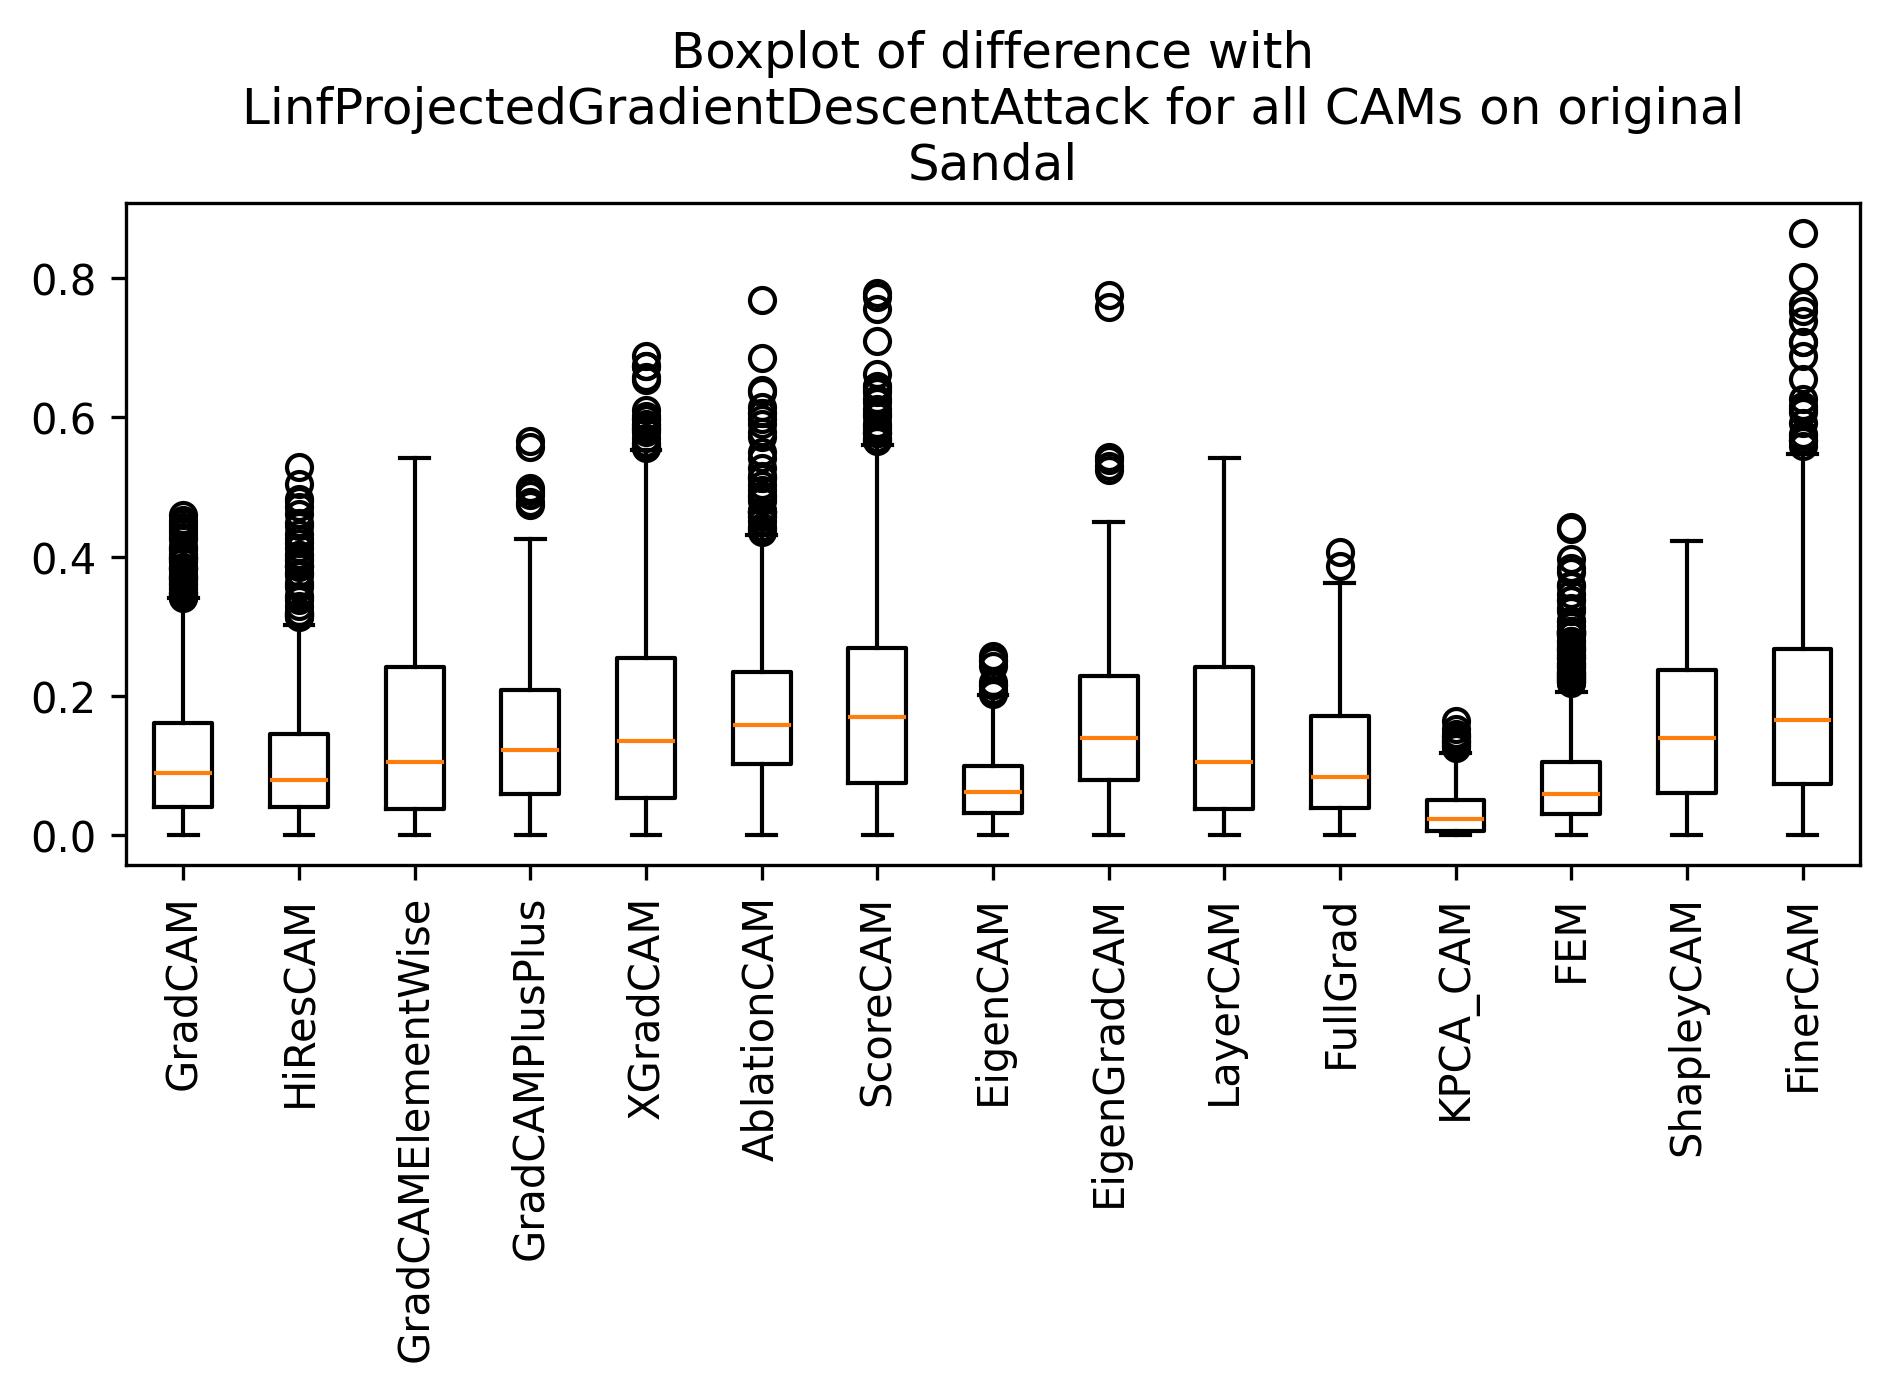 Boxplot of difference with
LinfProjectedGradientDescentAttack for all CAMs on original
Sandal
0.8
0.6
0.4
0.2
0.0
GradCAM
HiResCAM
GradCAMElementWise
GradCAMPlusPlus
XGradCAM
AblationCAM
ScoreCAM
EigenCAM
EigenGradCAM
LayerCAM
FullGrad
KPCA_CAM
FEM
ShapleyCAM
FinerCAM